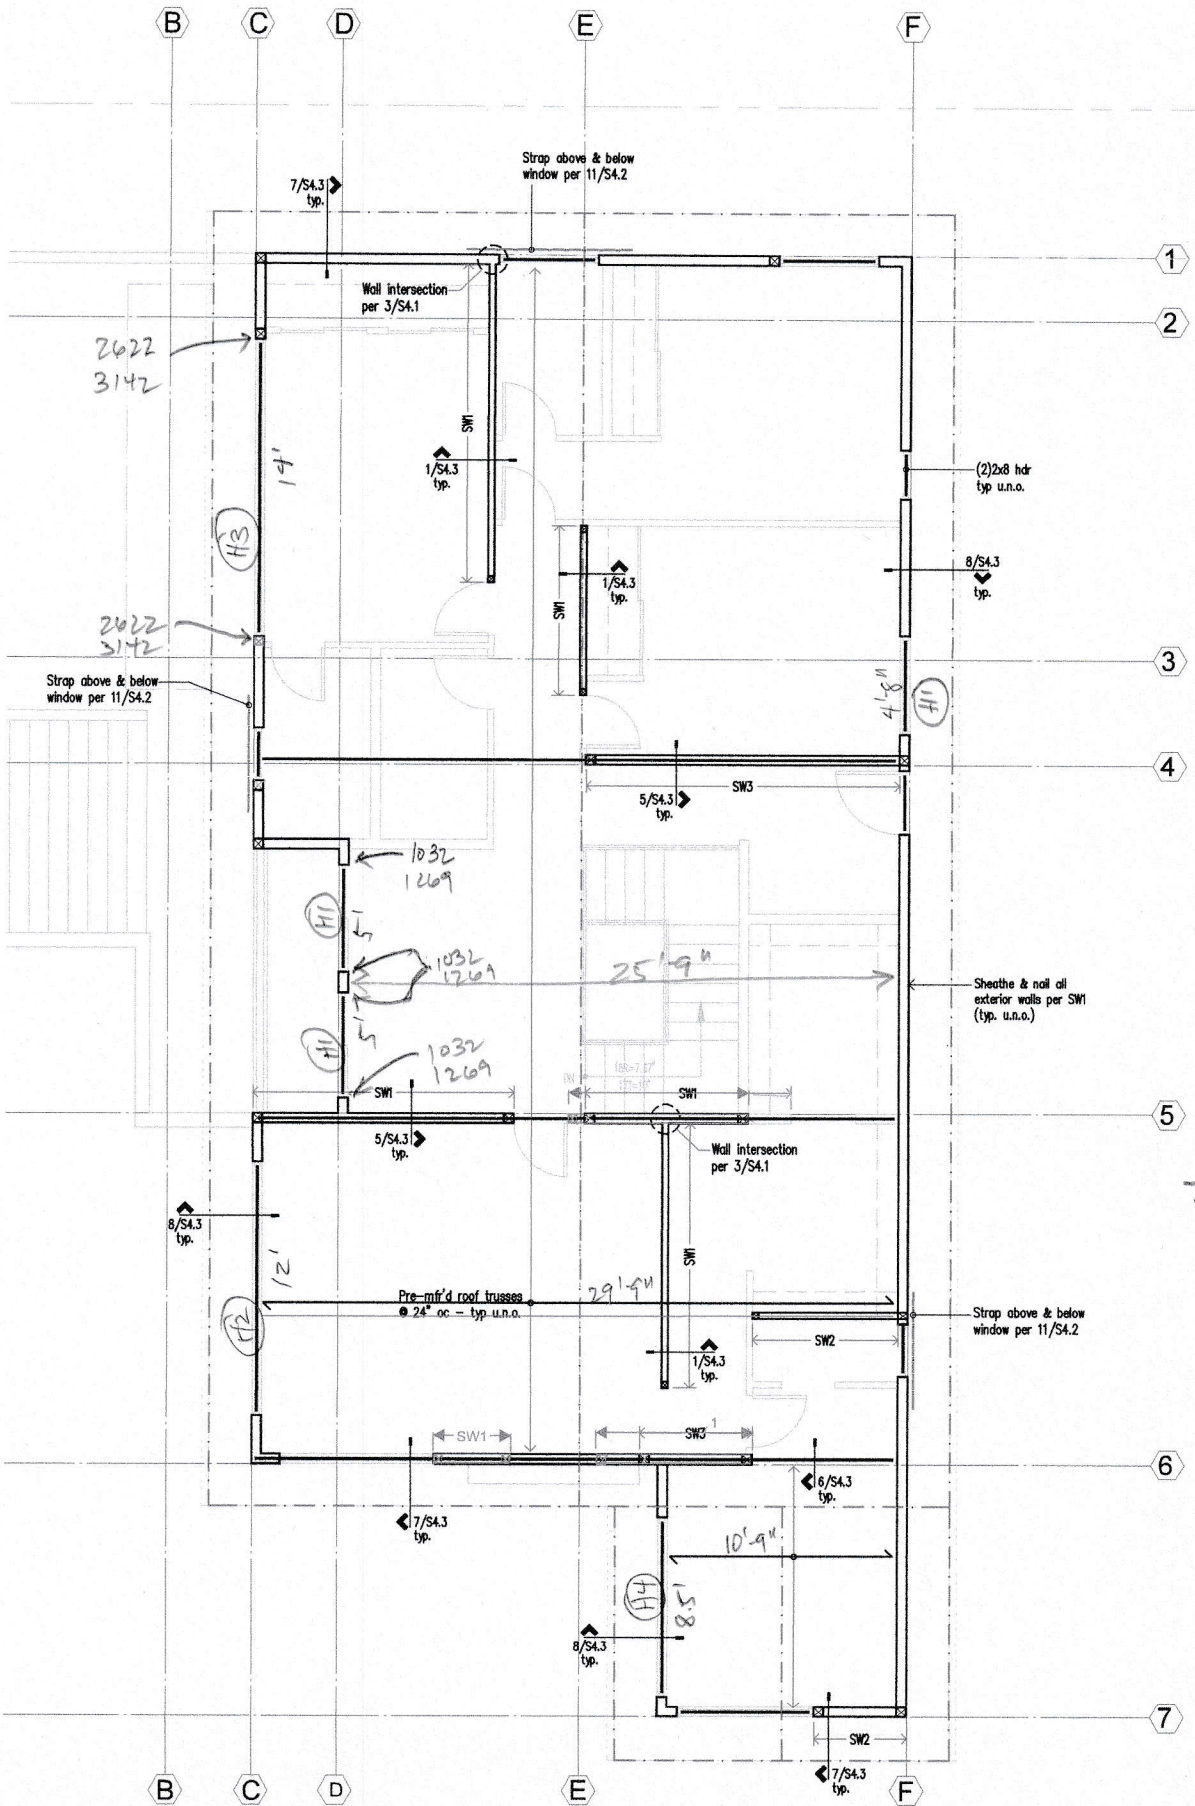 B
C
D
E
F
Strap above & below
window per 11/S4.2
7/S4.3
typ.
1
Wall intersection
per 3/S4.1
2
2622
3142
SW1
14'
1/S4.3
typ.
(2)2x8 hdr
typ u.n.o.
H3
8/S4.3
typ.
1/S4.3
typ.
SW1
2622
3142
3
Strap above & below
window per 11/S4.2
4'-8"
H1
4
SW3
5/S4.3
typ.
1032
1269
H1
5'
1032
1269
25'-9"
Sheathe & nail all
exterior walls per SW1
(typ. u.n.o.)
5'
H1
1032
1269
SW1
SW1
5
5/S4.3
typ.
Wall intersection
per 3/S4.1
8/S4.3
typ.
SW1
12'
Pre-mfr'd roof trusses
@ 24" oc - typ u.n.o.
29'-9"
H2
Strap above & below
window per 11/S4.2
SW2
1/S4.3
typ.
SW1
SW3
1
6
6/S4.3
typ.
7/S4.3
typ.
10'-9"
H4
8.5'
8/S4.3
typ.
7
SW2
7/S4.3
typ.
B
C
D
E
F